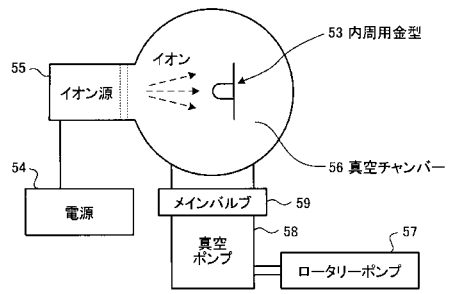 53 内周用金型
55
イオン
イオン源
54
56 真空チャンバー
電源
メインバルブ
59
真空
ポンプ
58
57
ロータリーポンプ